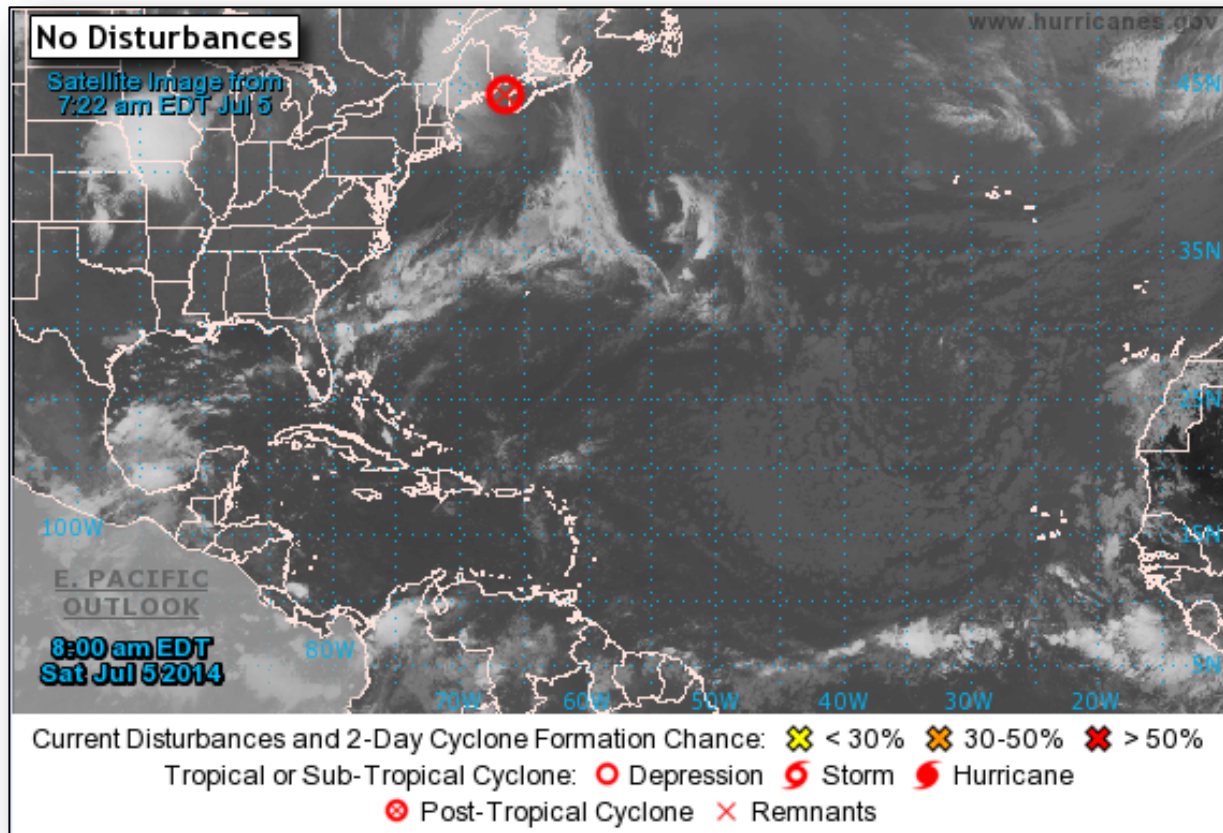 No Disturbances
www.hurricanes.gov
Satellite Image from
7:22 am EDT Jul 5
45N
35N
25N
15N
5N
100W
E. PACIFIC
OUTLOOK
8:00 am EDT
Sat Jul 5 2014
80W
70W 60W 50W 40W 30W 20W
Current Disturbances and 2-Day Cyclone Formation Chance: < 30% 30-50% > 50%
Tropical or Sub-Tropical Cyclone: Depression Storm Hurricane
Post-Tropical Cyclone Remnants